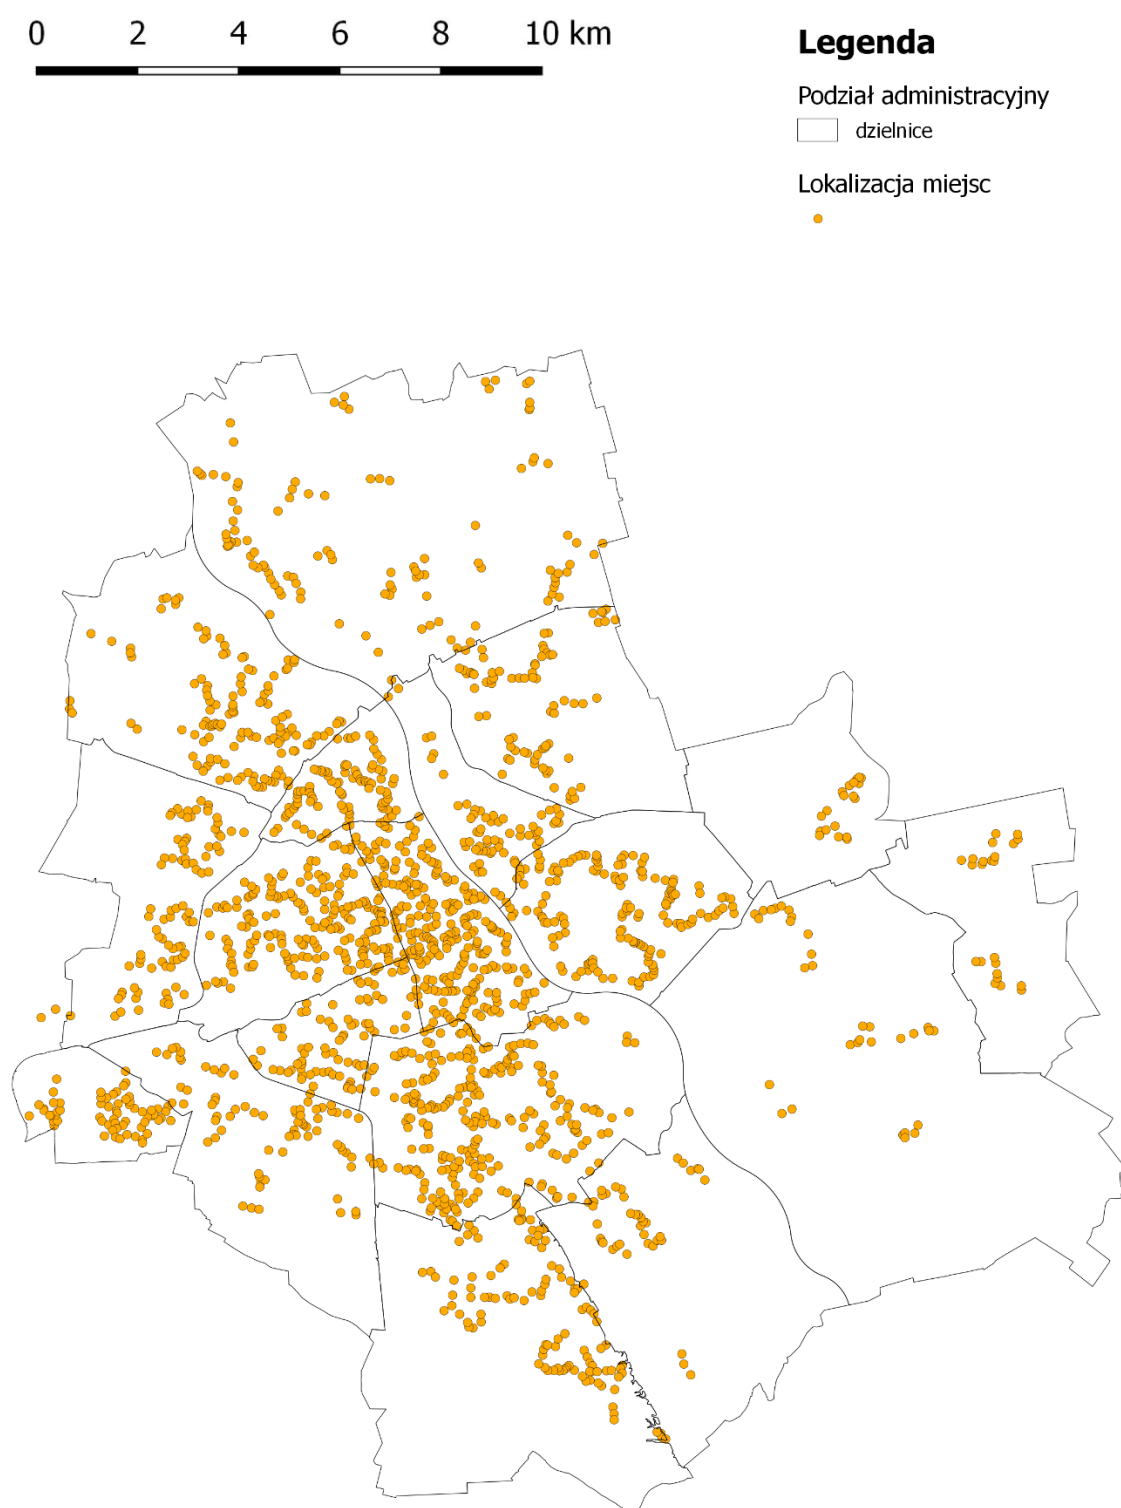 0 2 4 6 8 10 km
Legenda
Podział administracyjny
dzielnice
Lokalizacja miejsc